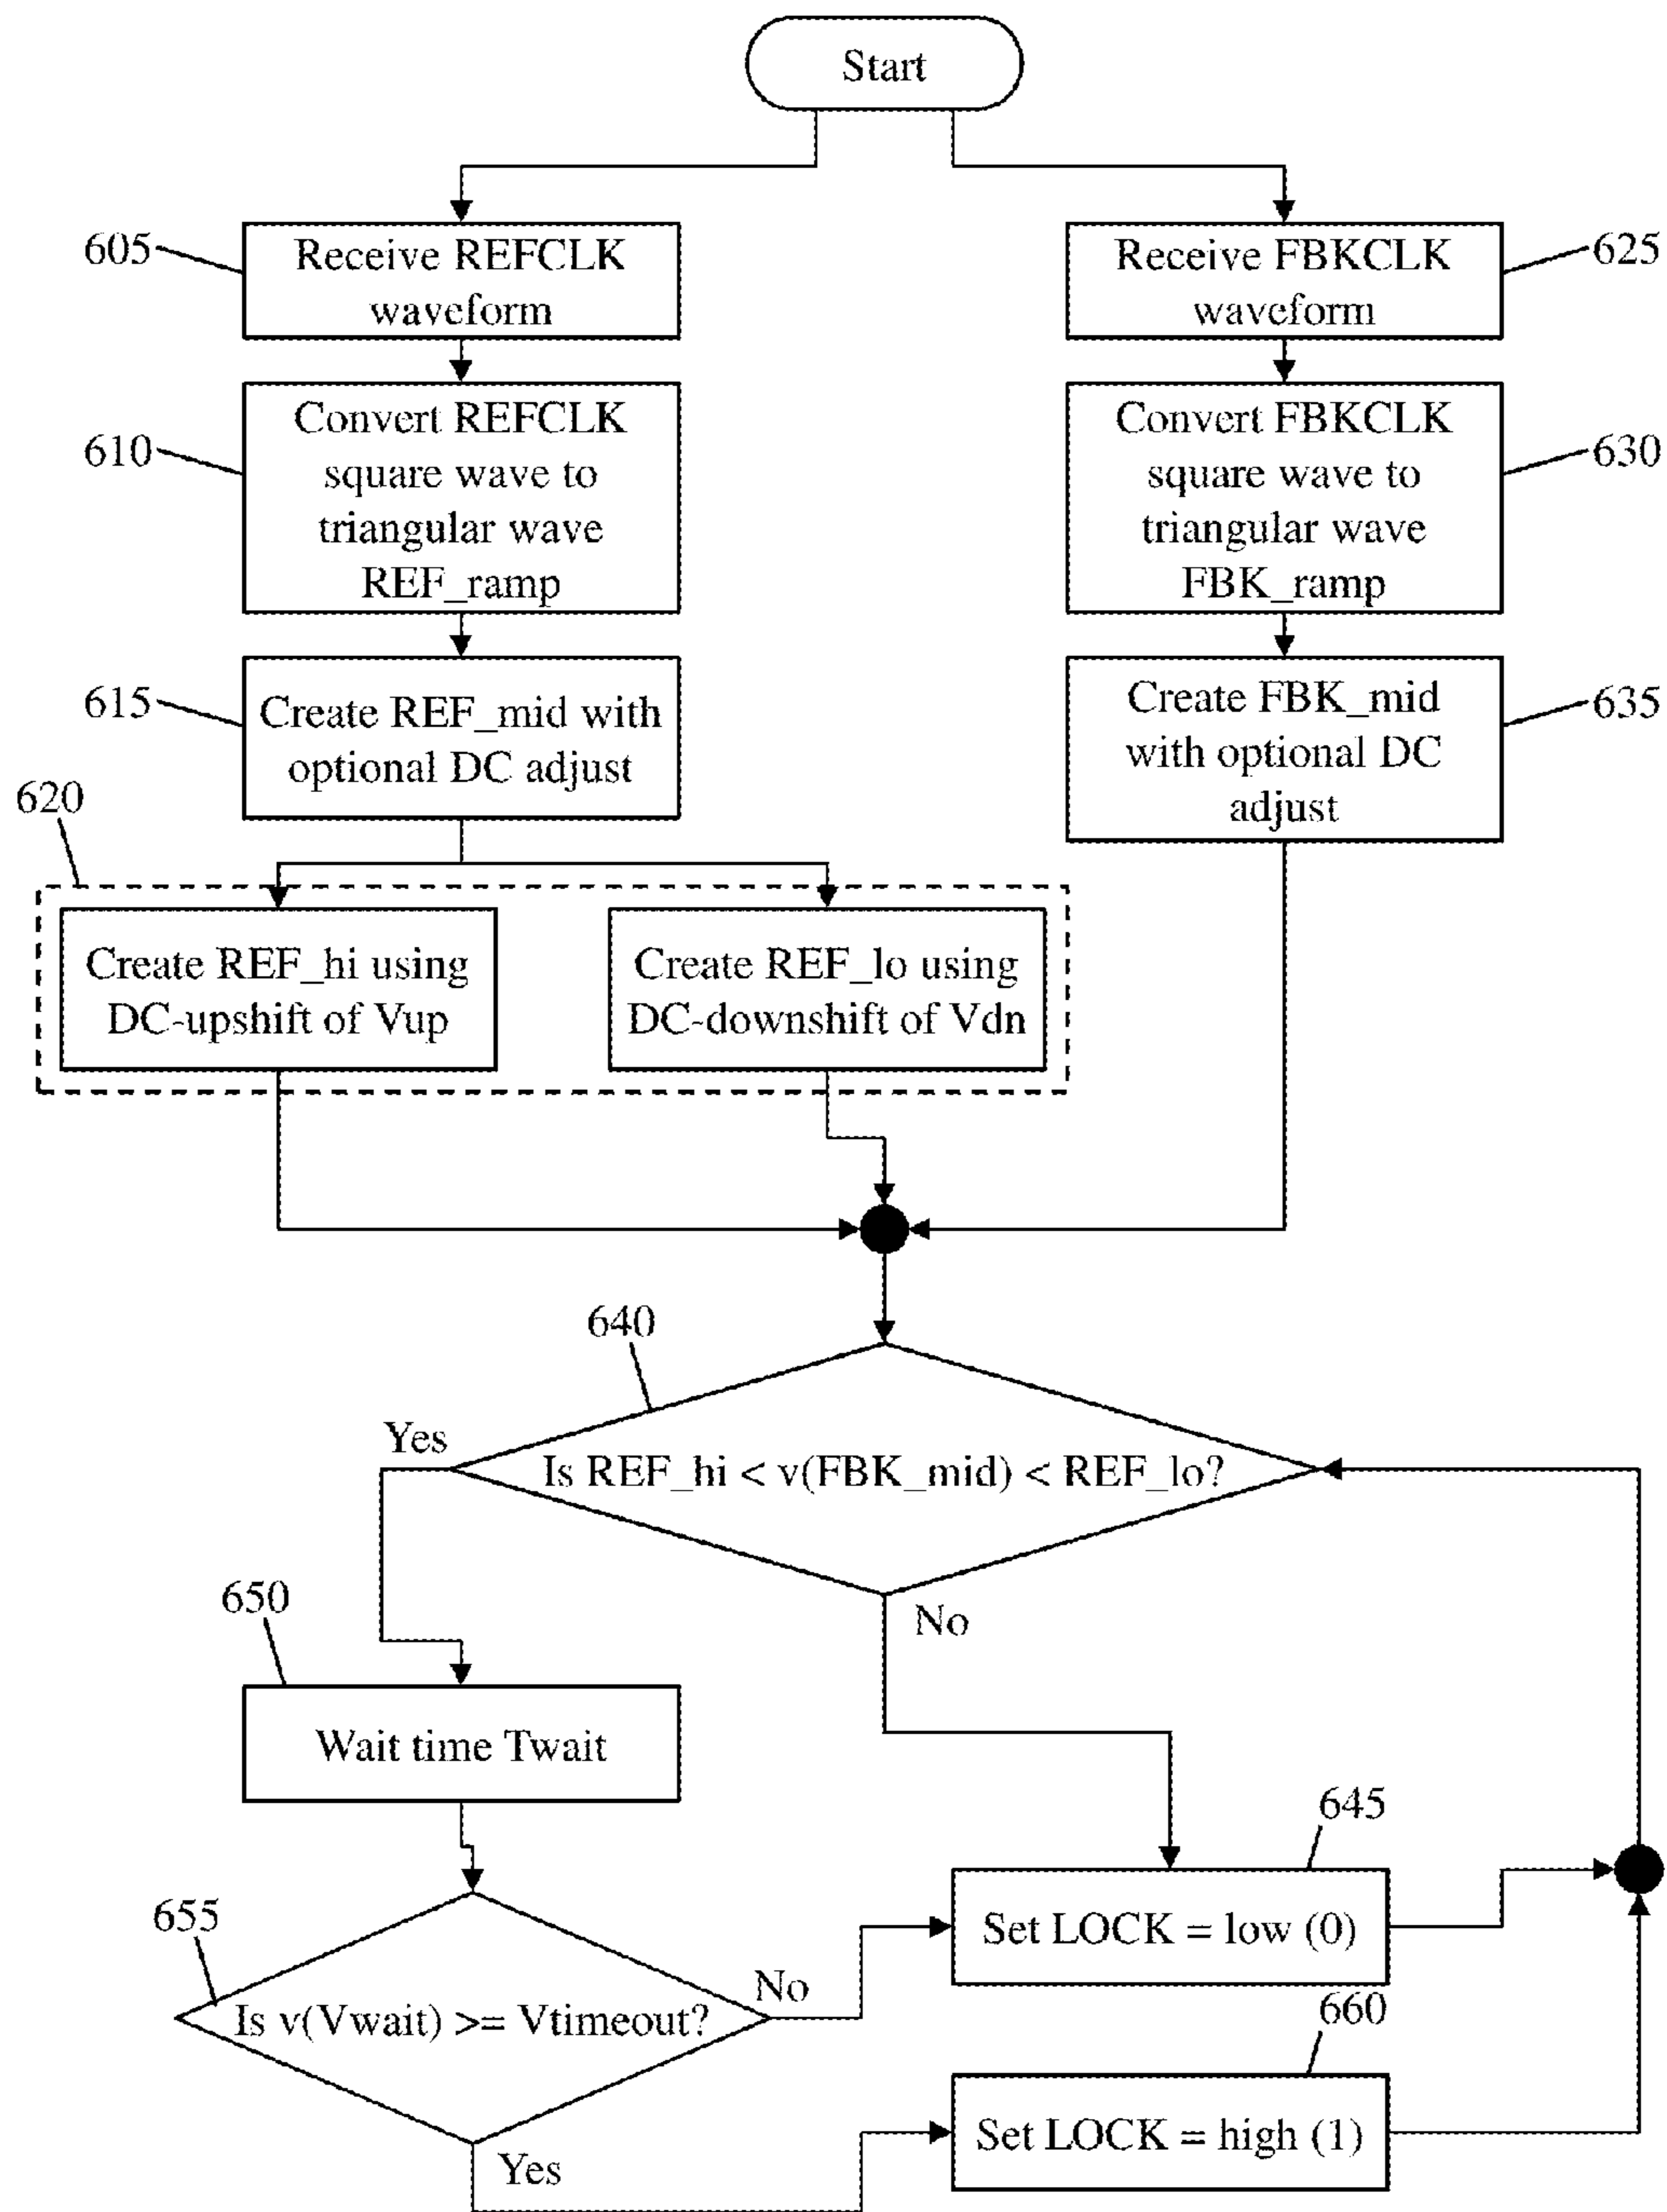 Start
605
Receive REFCLK
waveform
Receive FBKCLK
waveform
625
610
Convert REFCLK
square wave to
triangular wave
REF_ramp
Convert FBKCLK
square wave to
triangular wave
FBK_ramp
630
615
Create REF_mid with
optional DC adjust
Create FBK_mid
with optional DC
adjust
635
620
Create REF_hi using
DC-upshift of Vup
Create REF_lo using
DC-downshift of Vdn
640
Yes
Is REF_hi < v(FBK_mid) < REF_lo?
No
650
Wait time Twait
645
Set LOCK = low (0)
655
Is v(Vwait) >= Vtimeout?
No
Yes
660
Set LOCK = high (1)